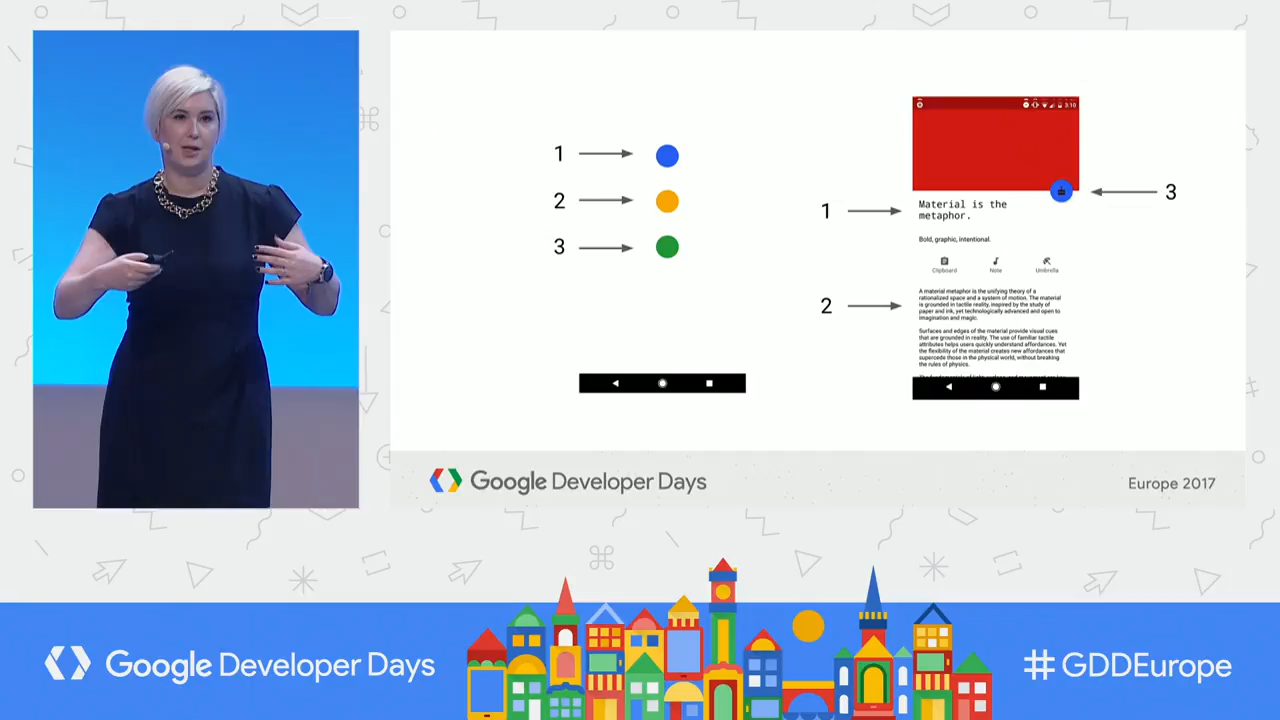 1
2
3
3:10
Material is the
metaphor.
Bold, graphic, intentional.
Clipboard
Note
Umbrella
A material metaphor is the unifying theory of a
rationalized space and a system of motion. The material
is grounded in tactile reality, inspired by the study of
paper and ink, yet technologically advanced and open to
imagination and magic.
Surfaces and edges of the material provide visual cues
that are grounded in reality. The use of familiar tactile
attributes helps users quickly understand affordances. Yet
the flexibility of the material creates new affordances that
supercede those in the physical world, without breaking
the rules of physics.
1
2
3
Google Developer Days
Europe 2017
Google Developer Days
#GDDEurope